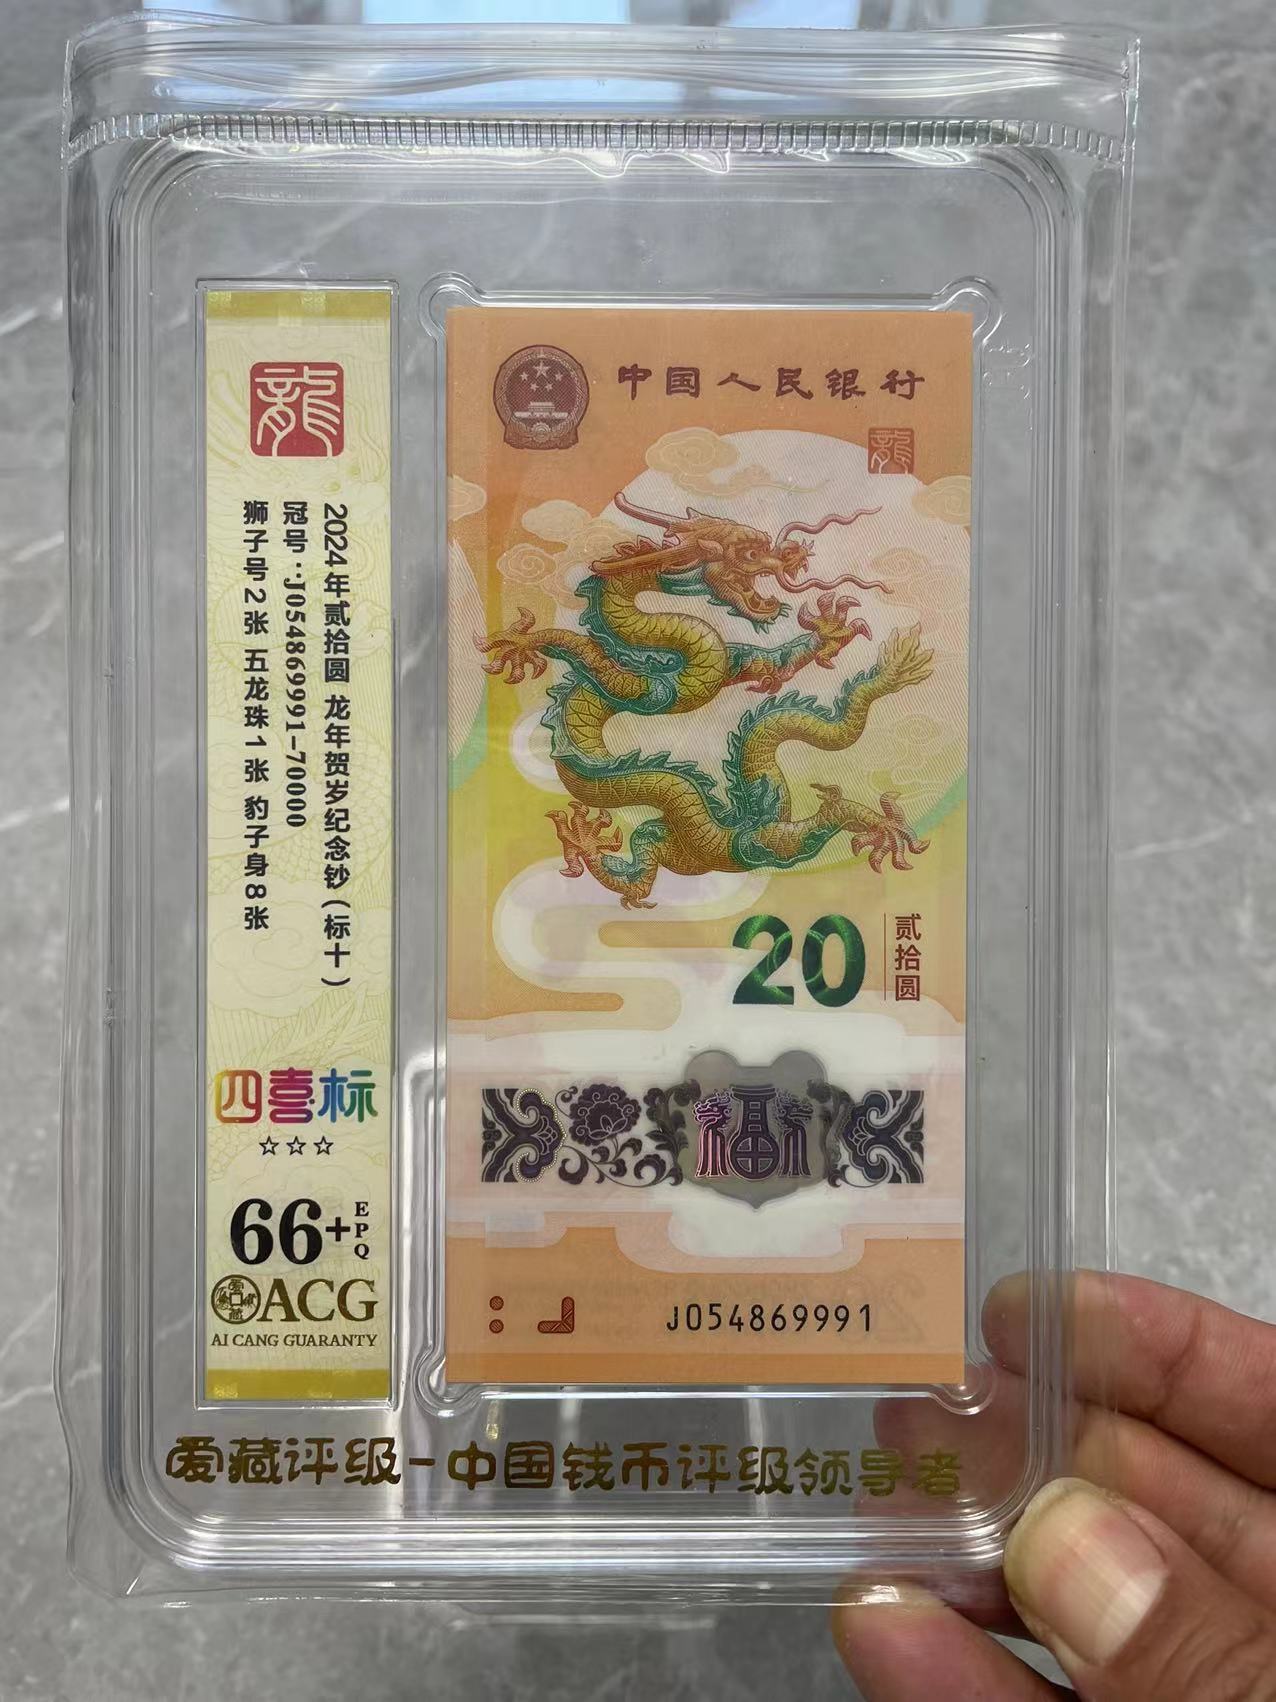 龍
2024年贰拾圆 龙年贺岁纪念钞(标十)
冠号:J054869991-70000
狮子号2张 五龙珠1张 豹子身8张
四喜标
☆☆☆
66+EPQ
ACG
AI CANG GUARANTY
中国人民银行
龍
20 贰拾圆
福
J054869991
爱藏评级-中国钱币评级领导者